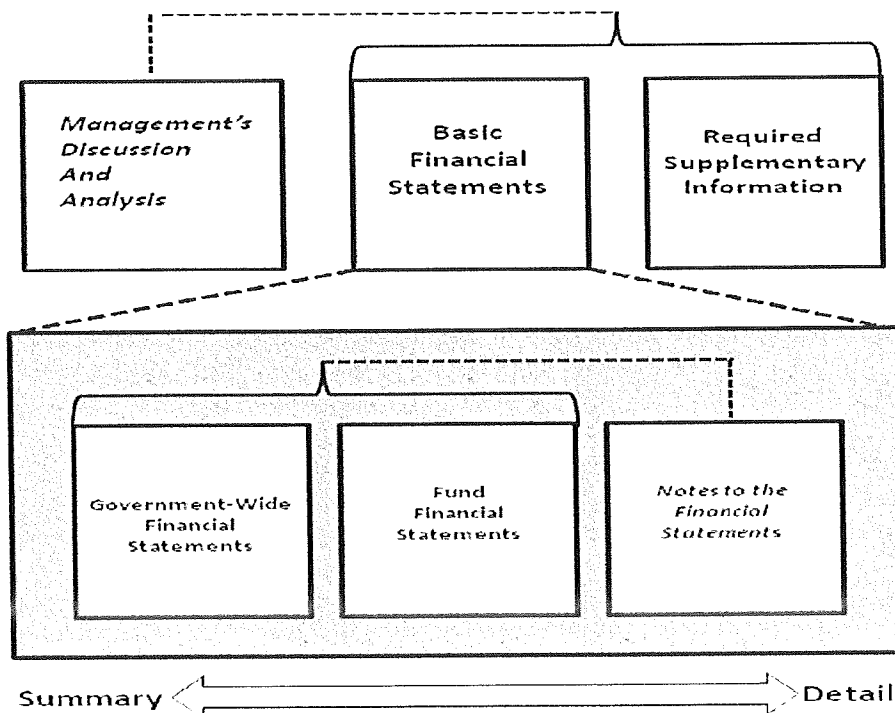 Management's
Discussion
And
Analysis
Basic
Financial
Statements
Required
Supplementary
Information
Government-Wide
Financial
Statements
Fund
Financial
Statements
Notes to the
Financial
Statements
Summary
Detail